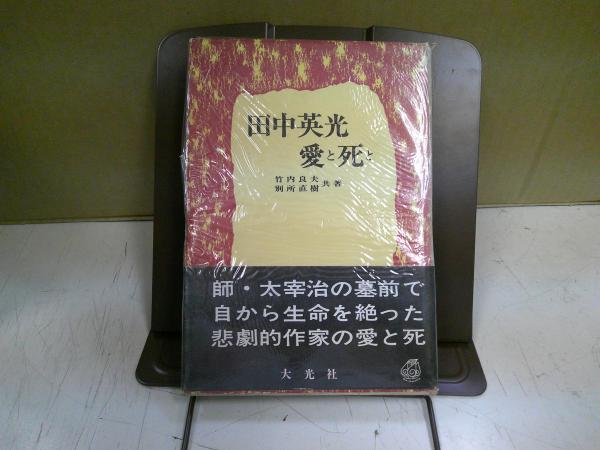 田中英光
愛と死と
竹内良夫
別所直樹 共著
師・太宰治の墓前で
自から生命を絶った
悲劇的作家の愛と死
大光社